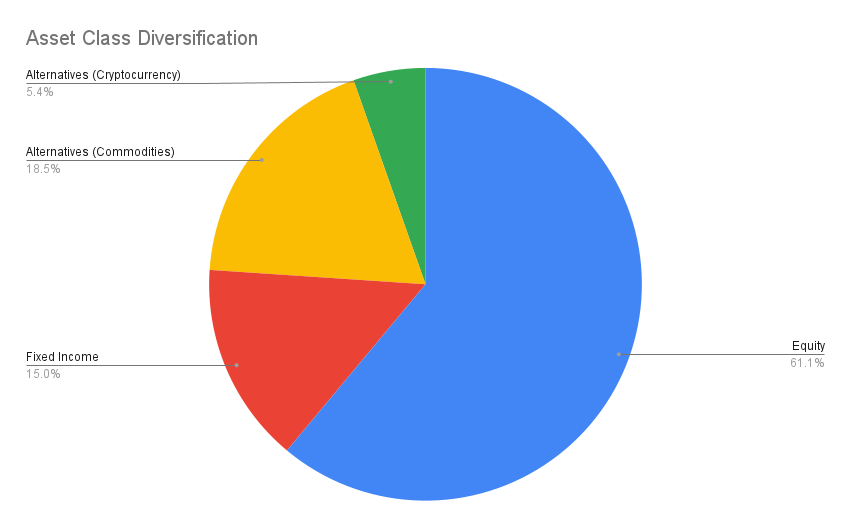 Asset Class Diversification
Alternatives (Cryptocurrency)
5.4%
Alternatives (Commodities)
18.5%
Equity
61.1%
Fixed Income
15.0%